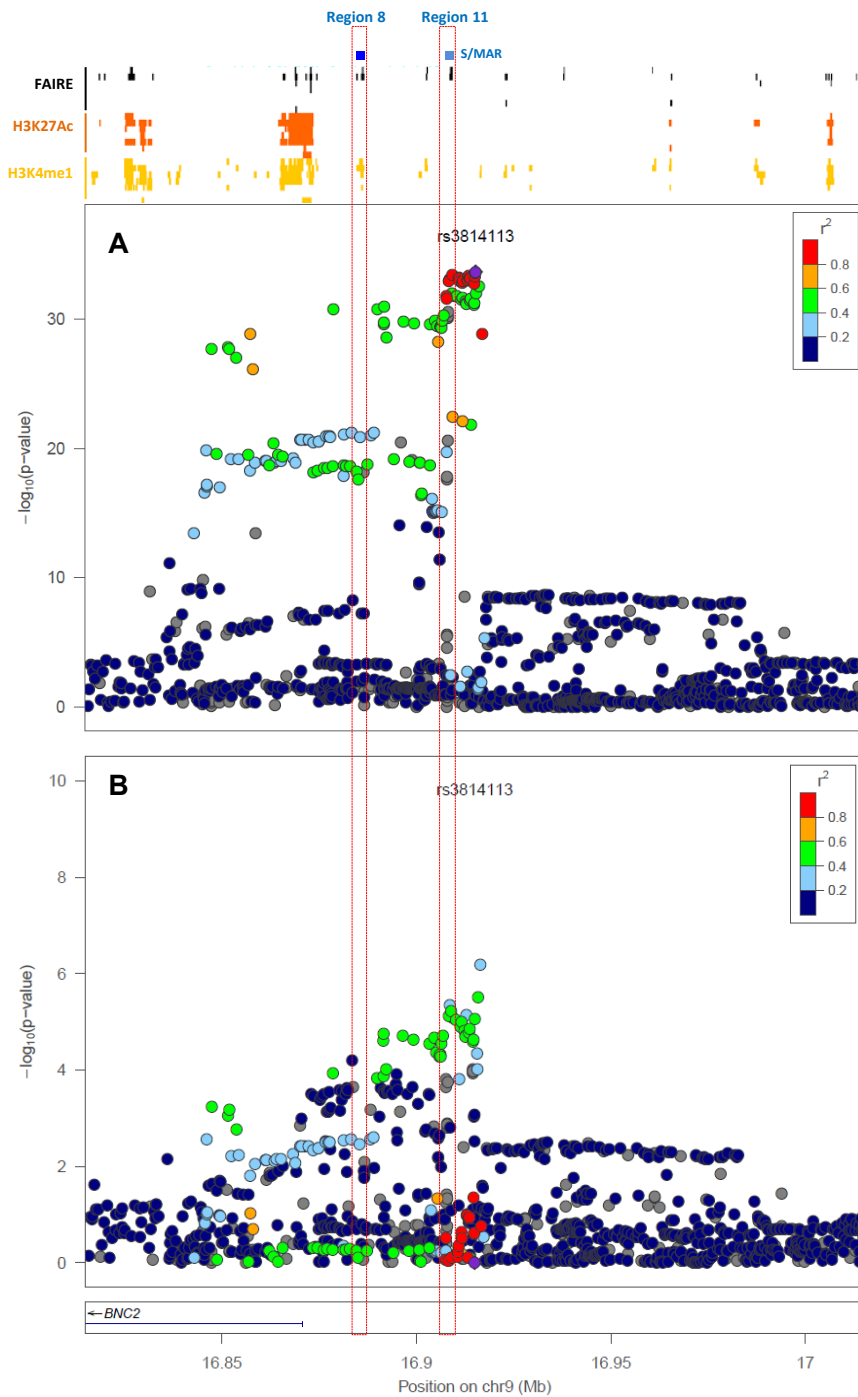 Region 8 Region 11
S/MAR
FAIRE
H3K27Ac
H3K4me1
A
rs3814113
r2
0.8
0.6
0.4
0.2
30
20
10
0
−log10(p−value)
B
rs3814113
r2
0.8
0.6
0.4
0.2
10
8
6
4
2
0
−log10(p−value)
←BNC2
16.85 16.9 16.95 17
Position on chr9 (Mb)